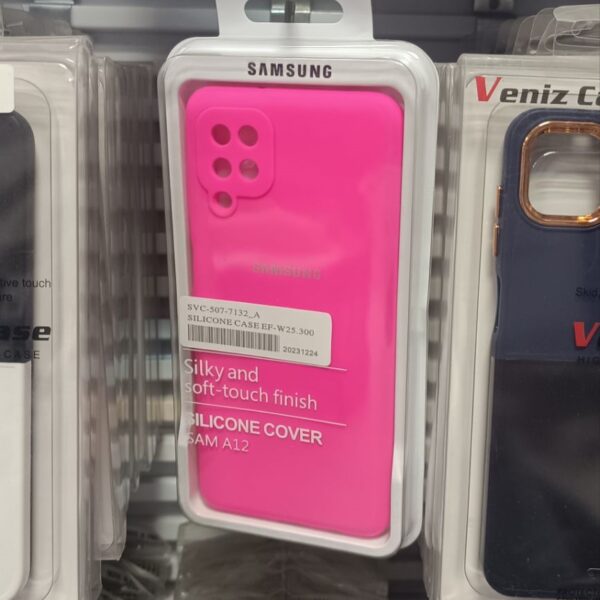 SAMSUNG
Veniz Ca
SAMSUNG
SVC-507-7132_A
SILICONE CASE EF-W25.300
20231224
Silky and
soft-touch finish
SILICONE COVER
SAM A12
ive touch
ase
CASE
Skid
V